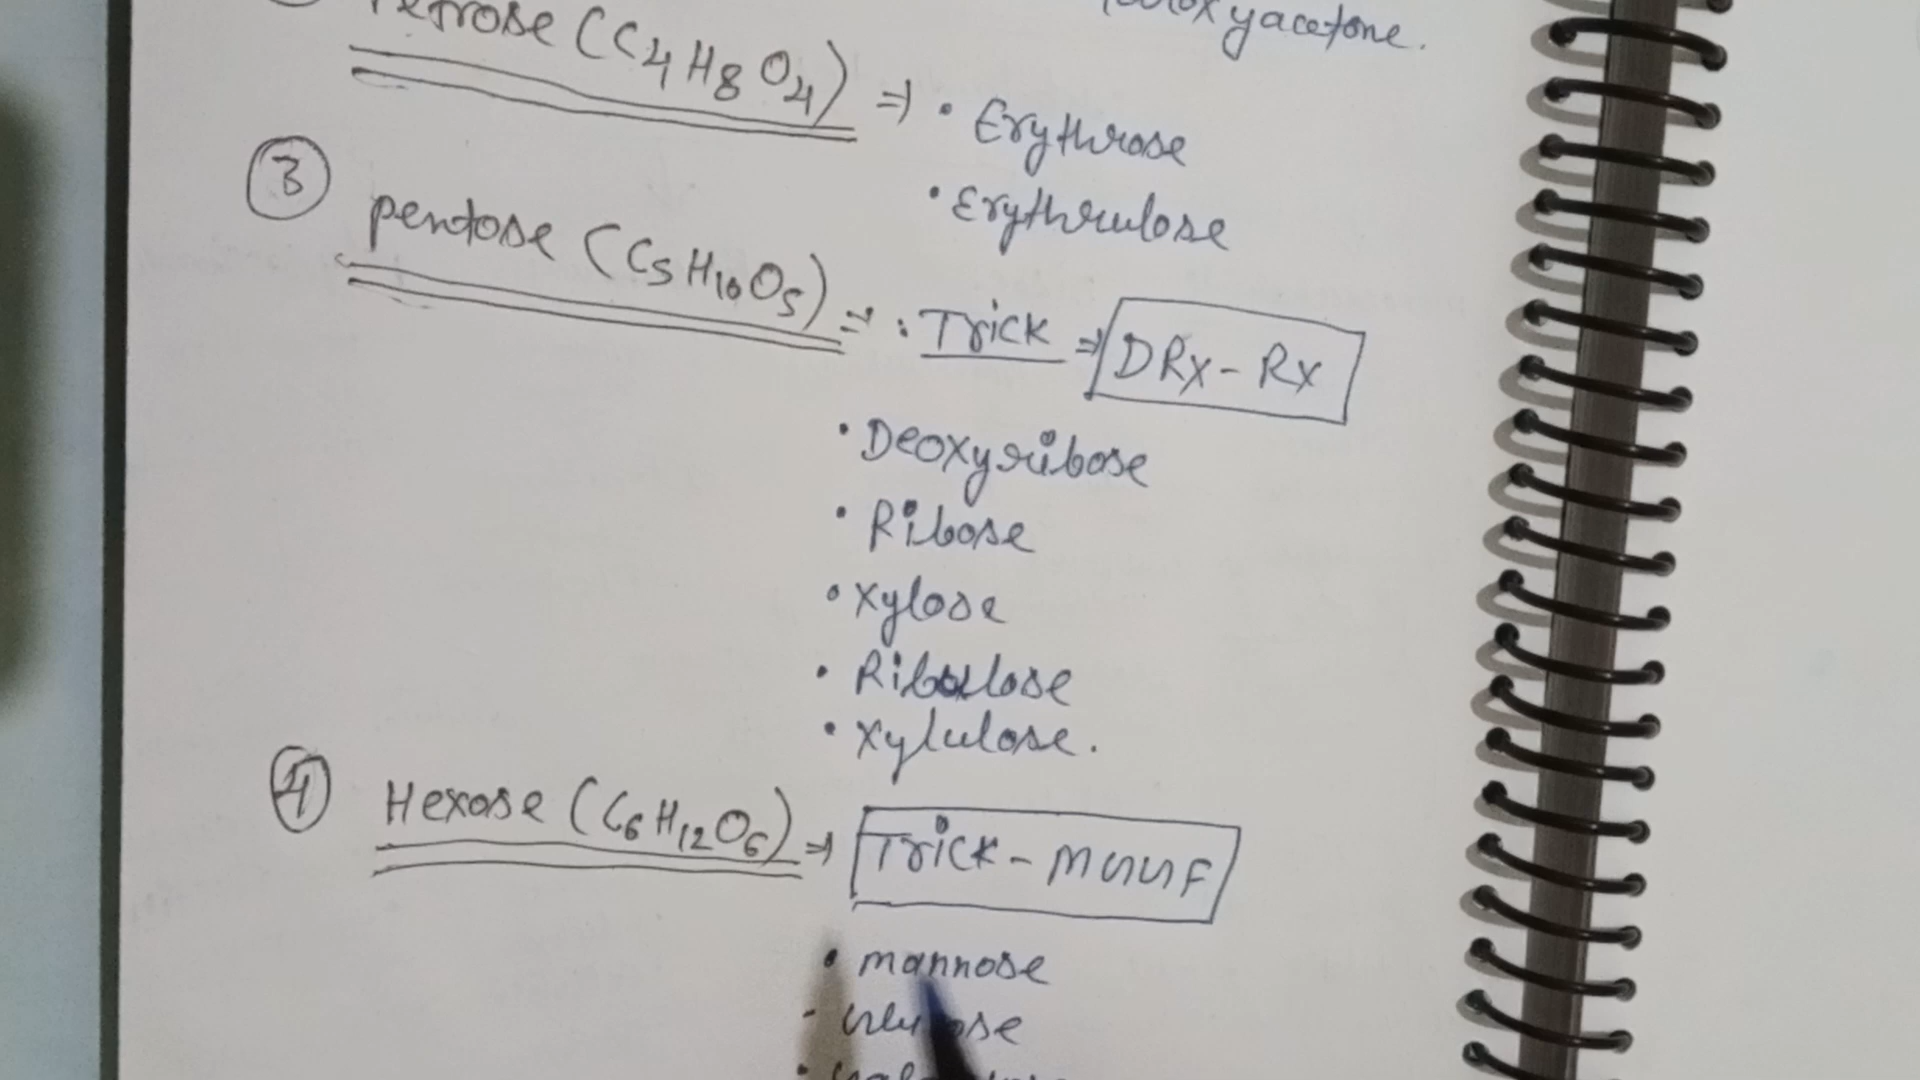 Tetrose (C4H8O4) ⇒ • Erythrose
• Erythrulose
③ pentose (C5H10O5) ⇒ : Trick ⇒ DRX - RX
• Deoxyribose
• Ribose
• Xylose
• Ribulose
• Xylulose.
④ Hexose (C6H12O6) ⇒ Trick - MGGF
• mannose